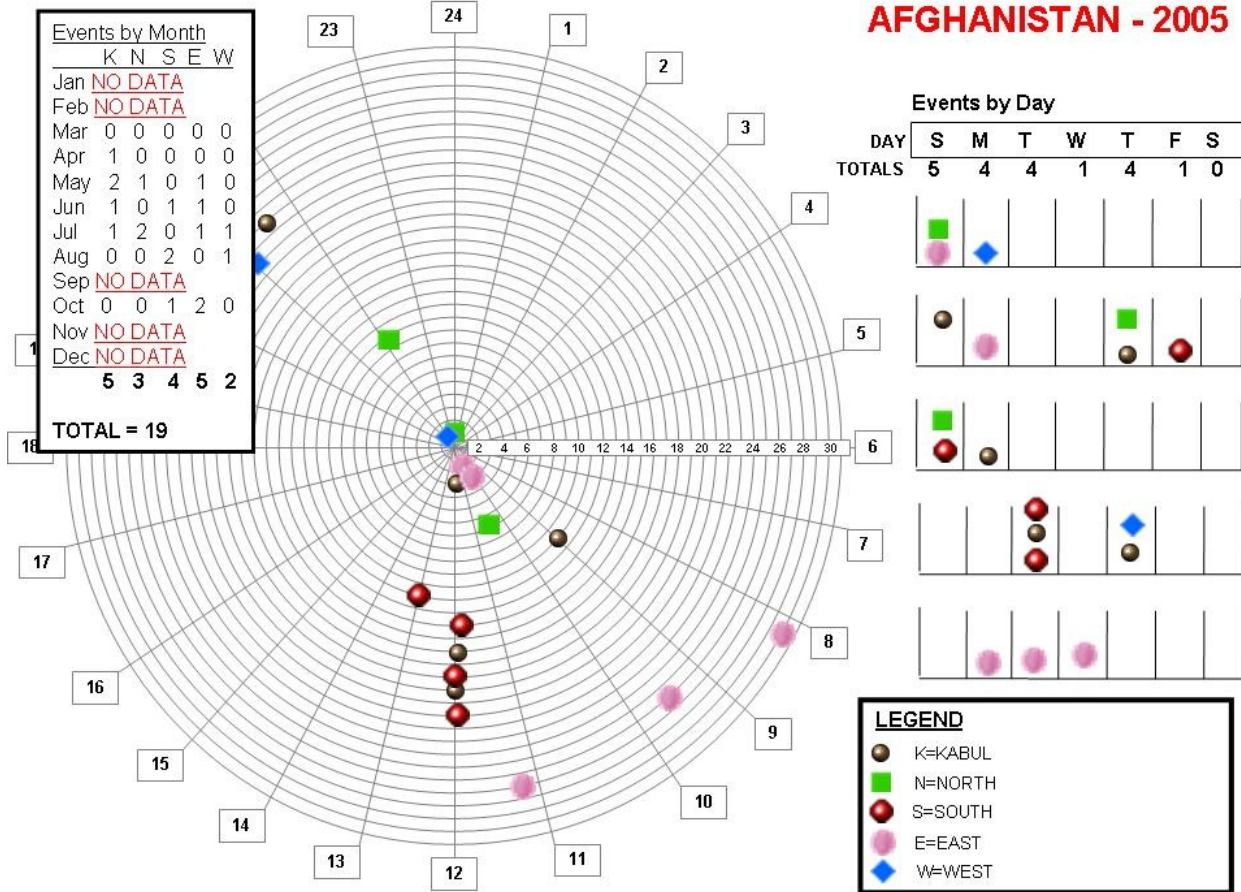 AFGHANISTAN - 2005
Events by Month
K N S E W
Jan NO DATA
Feb NO DATA
Mar 0 0 0 0 0
Apr 1 0 0 0 0
May 2 1 0 1 0
Jun 1 0 1 1 0
Jul 1 2 0 1 1
Aug 0 0 2 0 1
Sep NO DATA
Oct 0 0 1 2 0
Nov NO DATA
Dec NO DATA
5 3 4 5 2
TOTAL = 19
24
1
2
3
4
5
6
7
8
9
10
11
12
13
14
15
16
17
18
23
2 4 6 8 10 12 14 16 18 20 22 24 26 28 30
Events by Day
DAY S M T W T F S
TOTALS 5 4 4 1 4 1 0
LEGEND
K=KABUL
N=NORTH
S=SOUTH
E=EAST
W=WEST